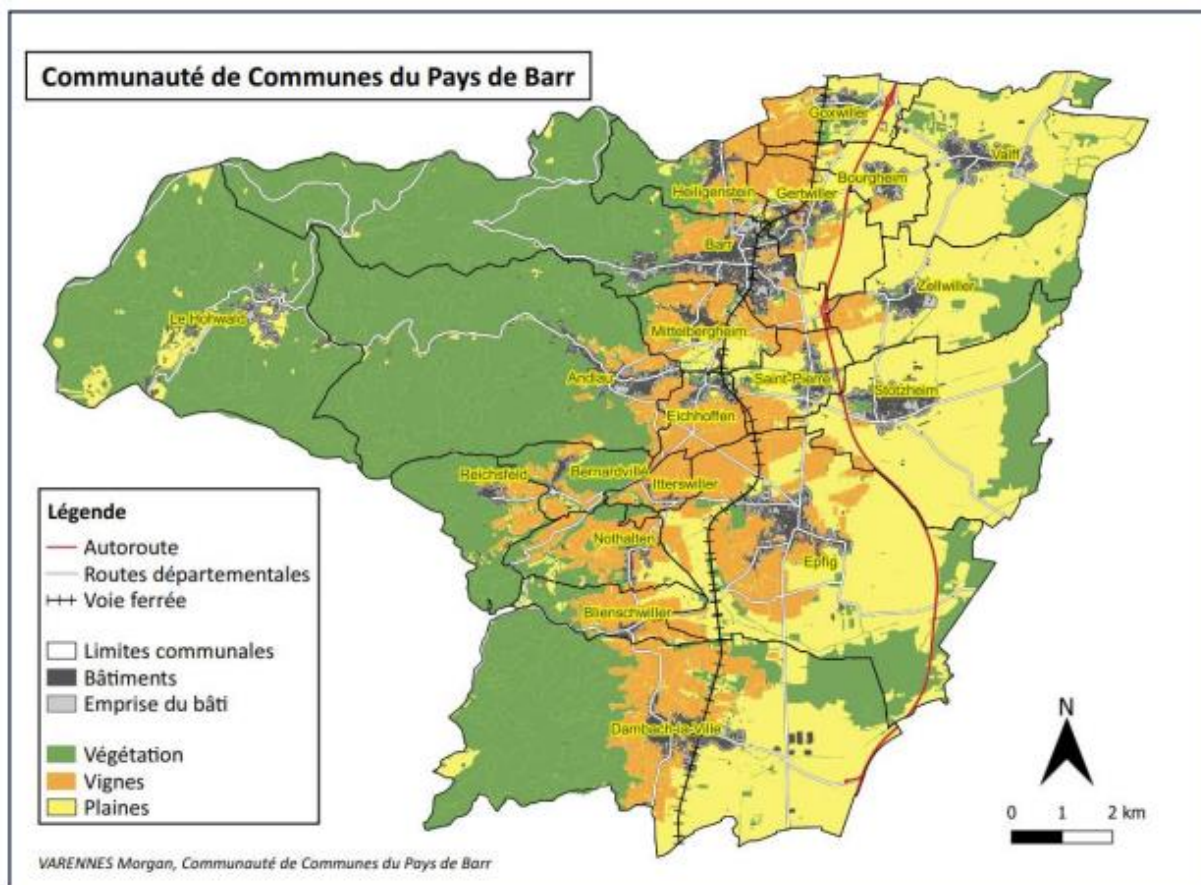 Communauté de Communes du Pays de Barr
Goxwiller
Valff
Bourgheim
Heiligenstein
Gertwiller
Barr
Zellwiller
Le Hohwald
Mittelbergheim
Andlau
Saint-Pierre
Stotzheim
Eichhoffen
Reichsfeld
Bernardvillé
Itterswiller
Nothalten
Epfig
Blienschwiller
Dambach-la-Ville
Légende
Autoroute
Routes départementales
Voie ferrée
Limites communales
Bâtiments
Emprise du bâti
Végétation
Vignes
Plaines
N
0 1 2 km
VARENNES Morgan, Communauté de Communes du Pays de Barr